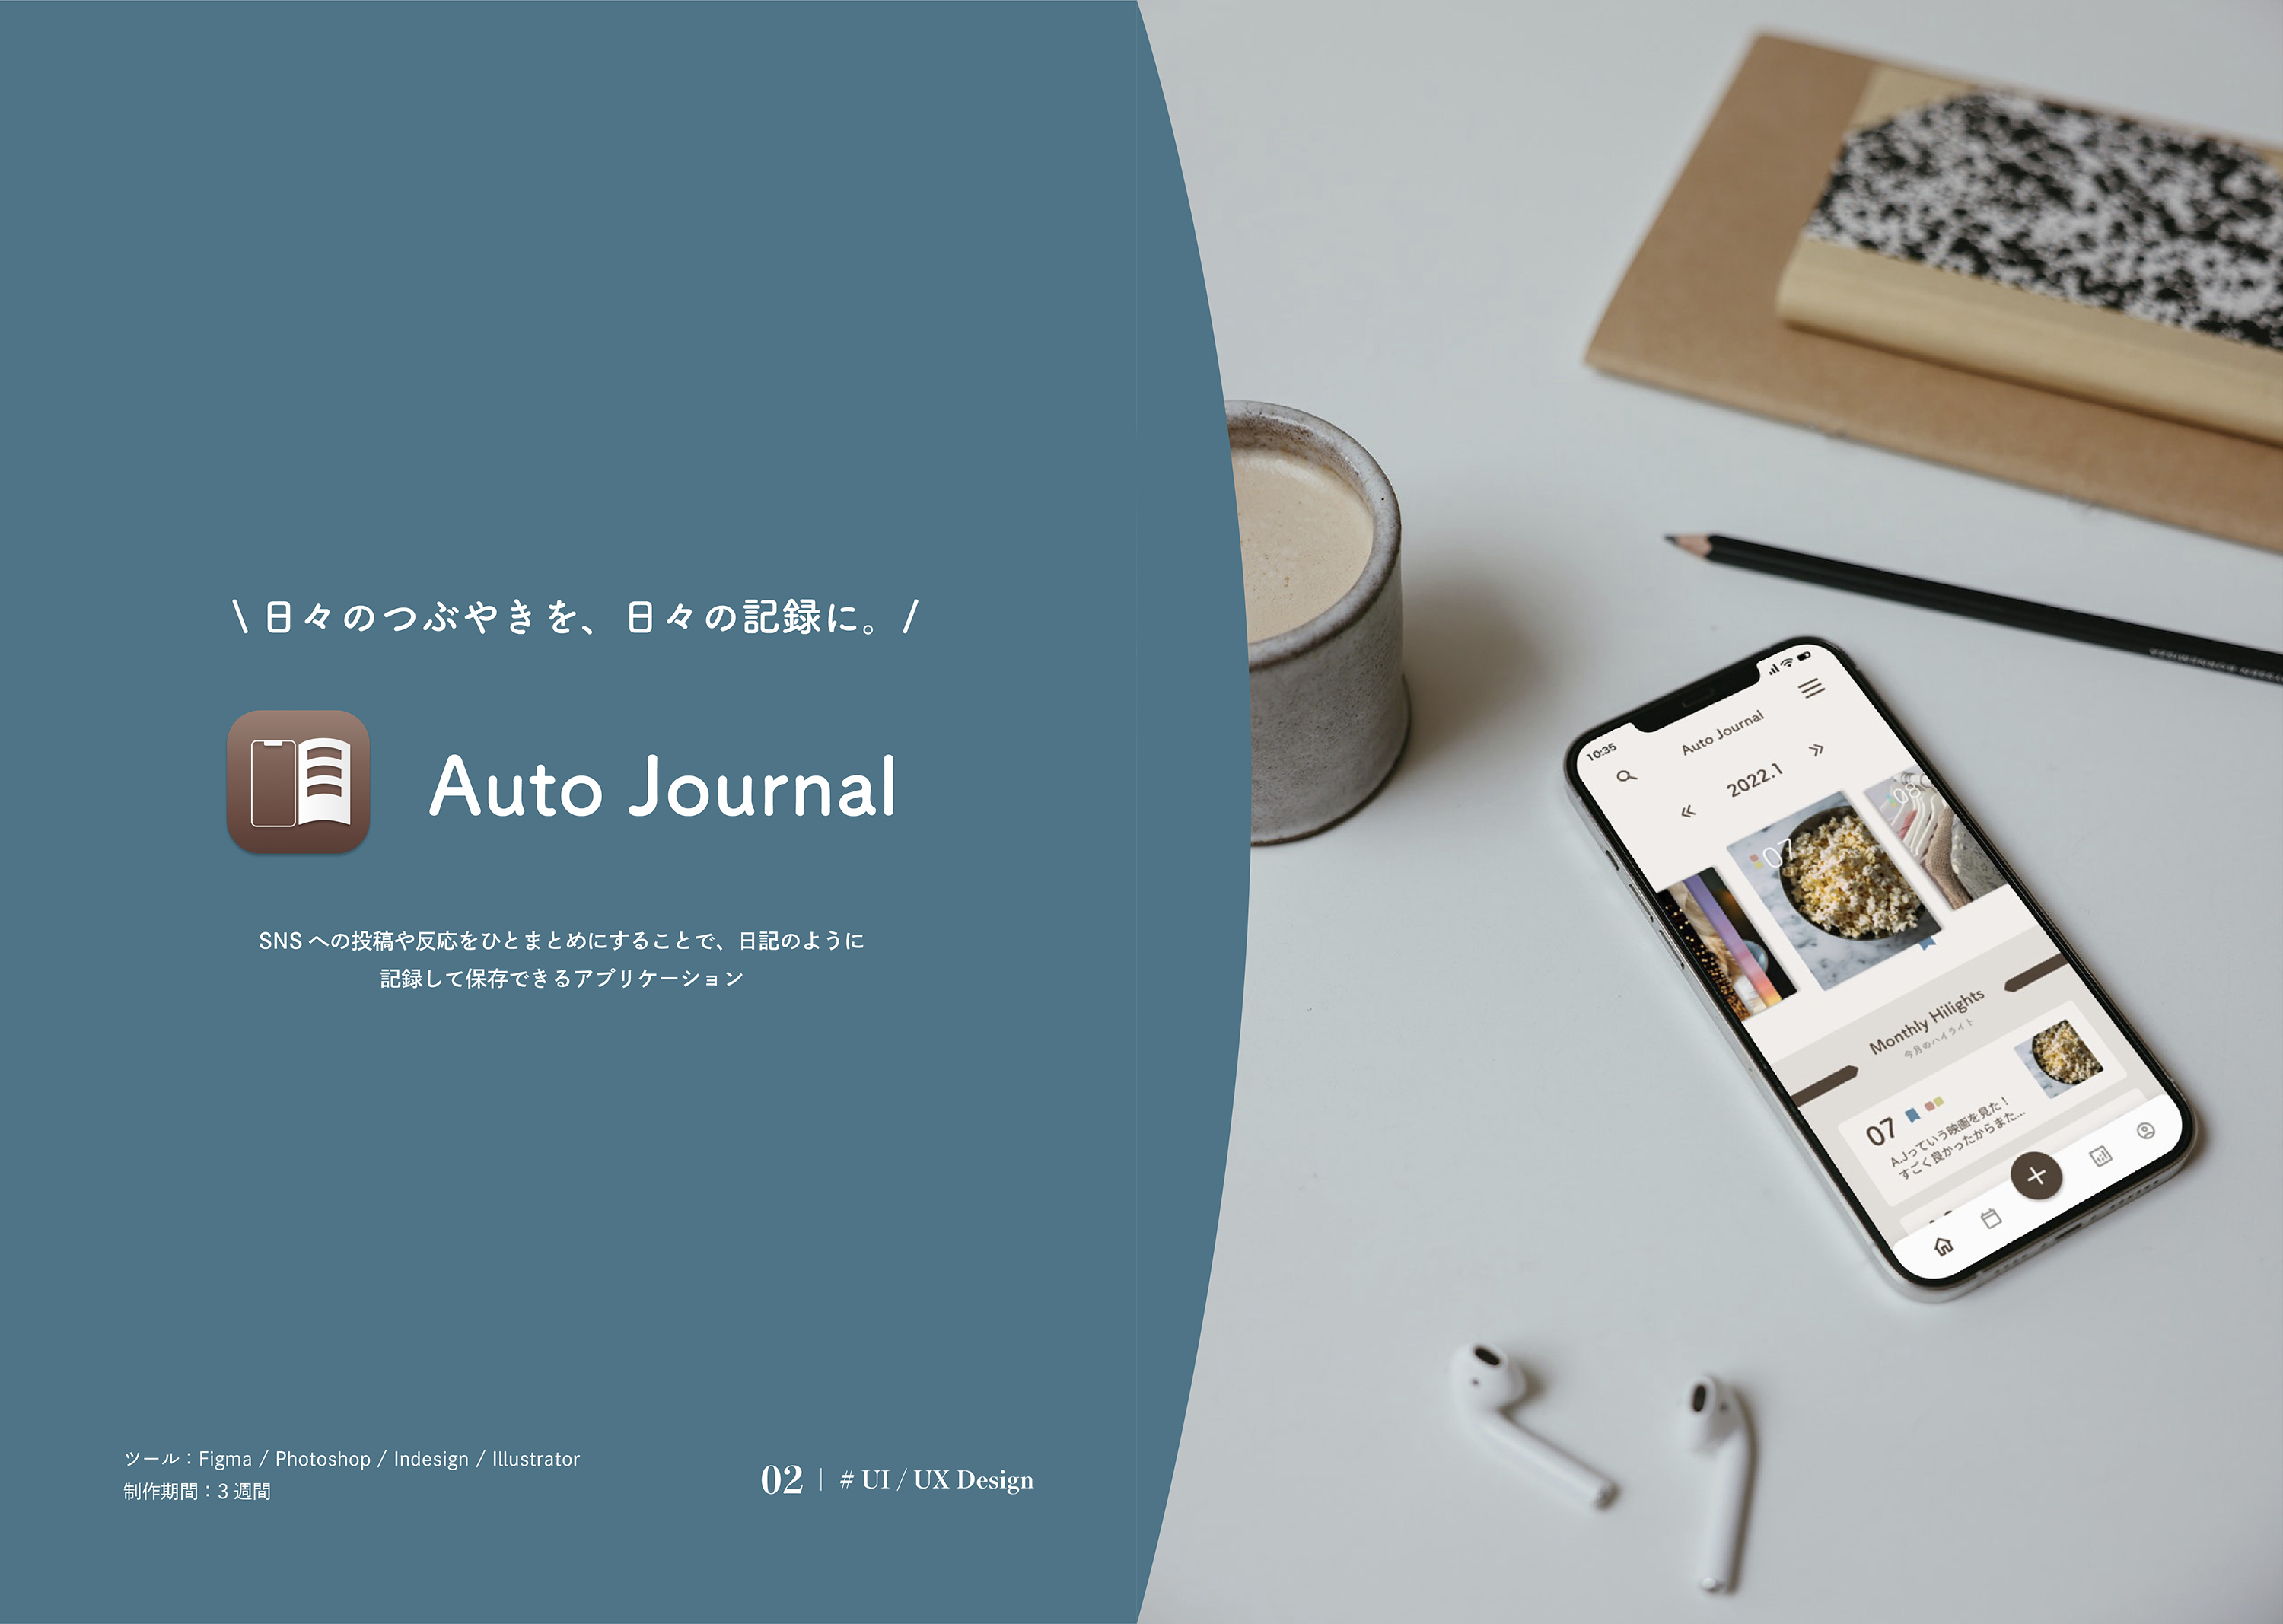 \ 日々のつぶやきを、日々の記録に。 /
Auto Journal
SNS への投稿や反応をひとまとめにすることで、日記のように
記録して保存できるアプリケーション
ツール：Figma / Photoshop / Indesign / Illustrator
制作期間：3 週間
02 | # UI / UX Design
10:35
Auto Journal
2022.1
07
08
Monthly Hilights
今月のハイライト
07
A.Jっていう映画を見た！
すごく良かったからまた...